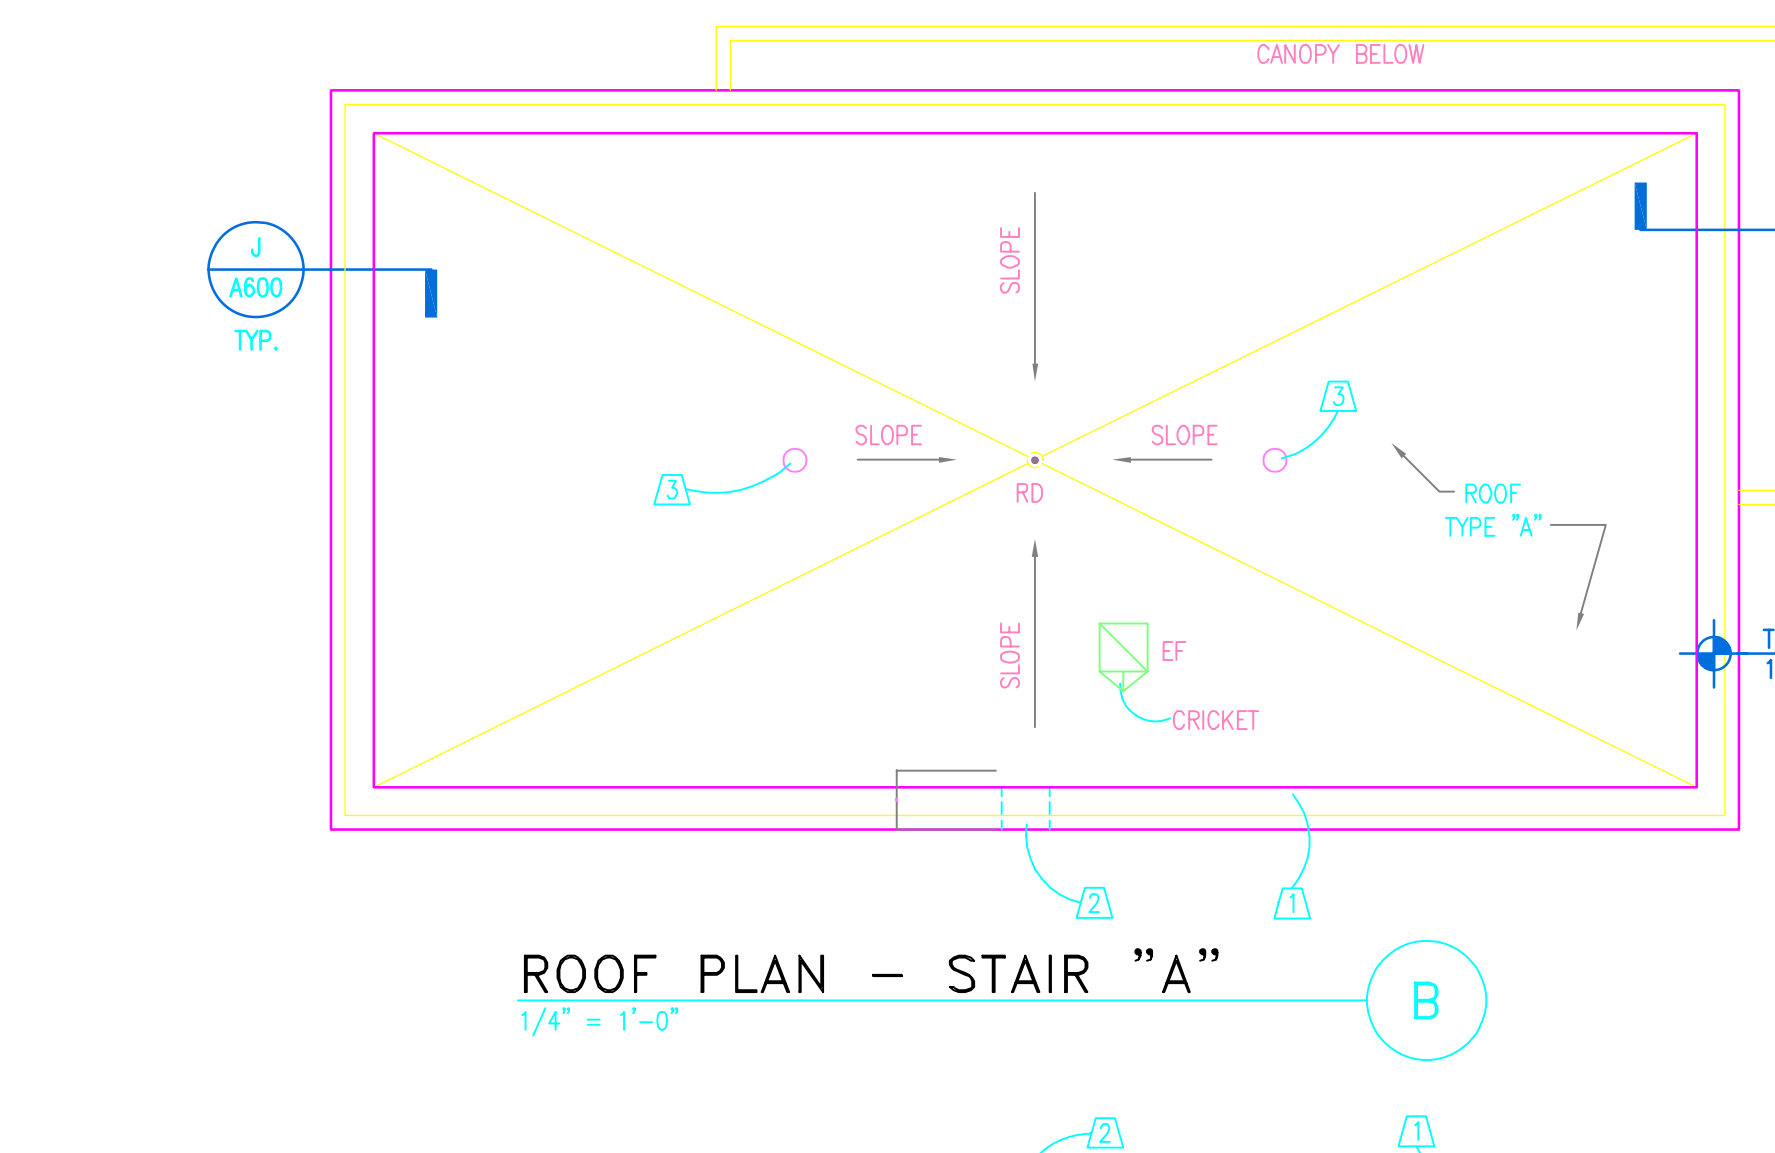 CANOPY BELOW
J
A600
TYP.
SLOPE
3
SLOPE
SLOPE
3
RD
ROOF
TYPE "A"
SLOPE
EF
CRICKET
2
1
ROOF PLAN - STAIR "A"
1/4" = 1'-0"
B
2
1